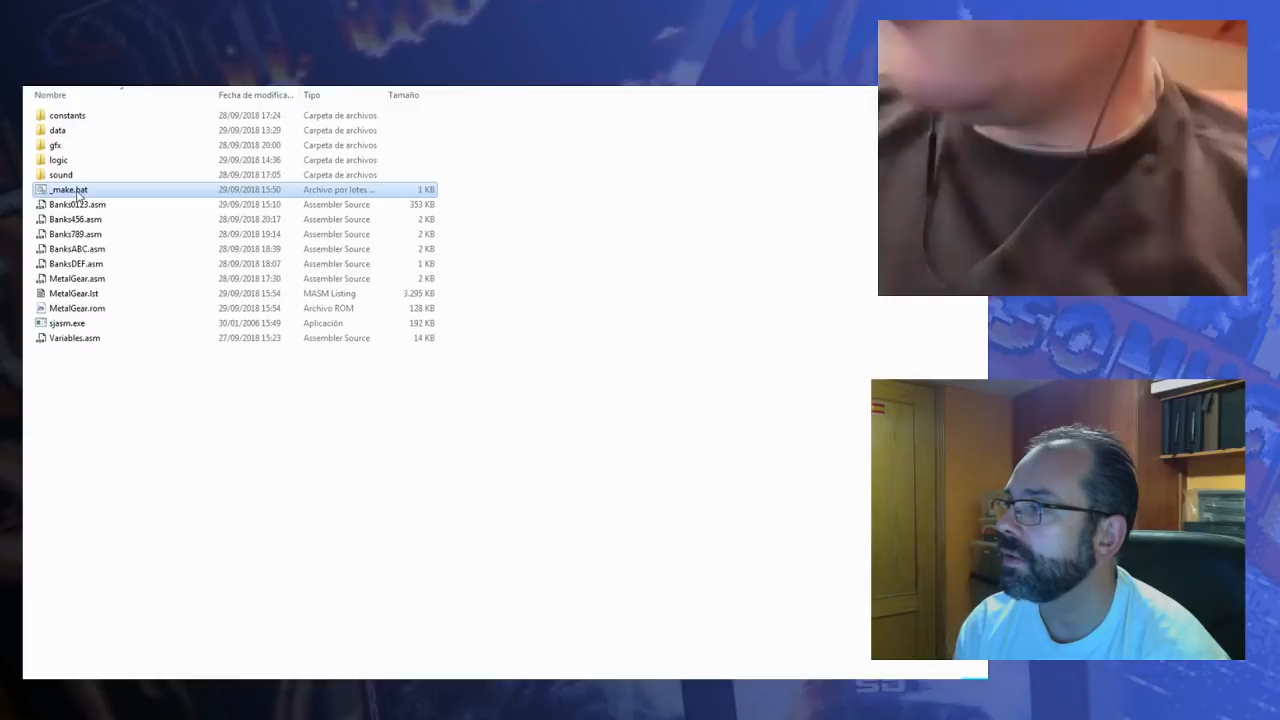 Nombre Fecha de modifica... Tipo Tamaño
constants 28/09/2018 17:24 Carpeta de archivos
data 29/09/2018 13:29 Carpeta de archivos
gfx 28/09/2018 20:00 Carpeta de archivos
logic 29/09/2018 14:36 Carpeta de archivos
sound 28/09/2018 17:05 Carpeta de archivos
_make.bat 29/09/2018 15:50 Archivo por lotes ... 1 KB
Banks0123.asm 29/09/2018 15:10 Assembler Source 353 KB
Banks456.asm 28/09/2018 20:17 Assembler Source 2 KB
Banks789.asm 28/09/2018 19:14 Assembler Source 2 KB
BanksABC.asm 28/09/2018 18:39 Assembler Source 2 KB
BanksDEF.asm 28/09/2018 18:07 Assembler Source 1 KB
MetalGear.asm 28/09/2018 17:30 Assembler Source 2 KB
MetalGear.lst 29/09/2018 15:54 MASM Listing 3.295 KB
MetalGear.rom 29/09/2018 15:54 Archivo ROM 128 KB
sjasm.exe 30/01/2006 15:49 Aplicación 192 KB
Variables.asm 27/09/2018 15:23 Assembler Source 14 KB